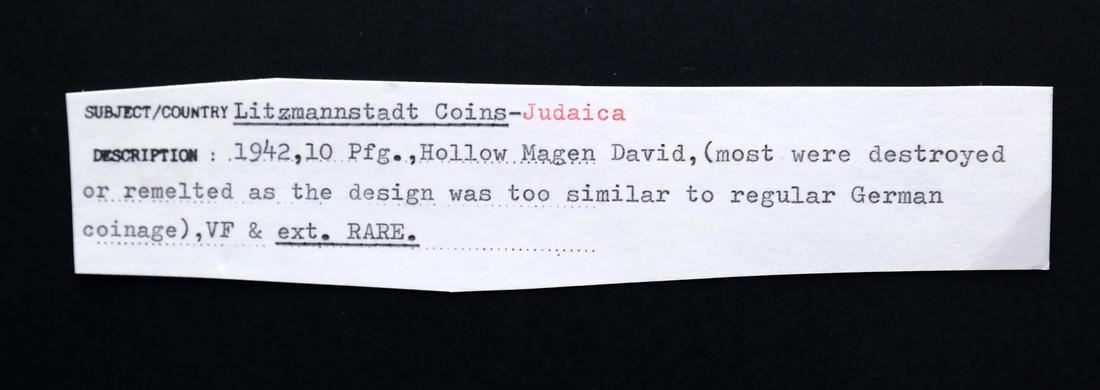 SUBJECT/COUNTRY Litzmannstadt Coins-Judaica
DESCRIPTION : .1942,10 Pfg.,Hollow Magen David,(most were destroyed
or remelted as the design was too similar to regular German
coinage),VF & ext. RARE.